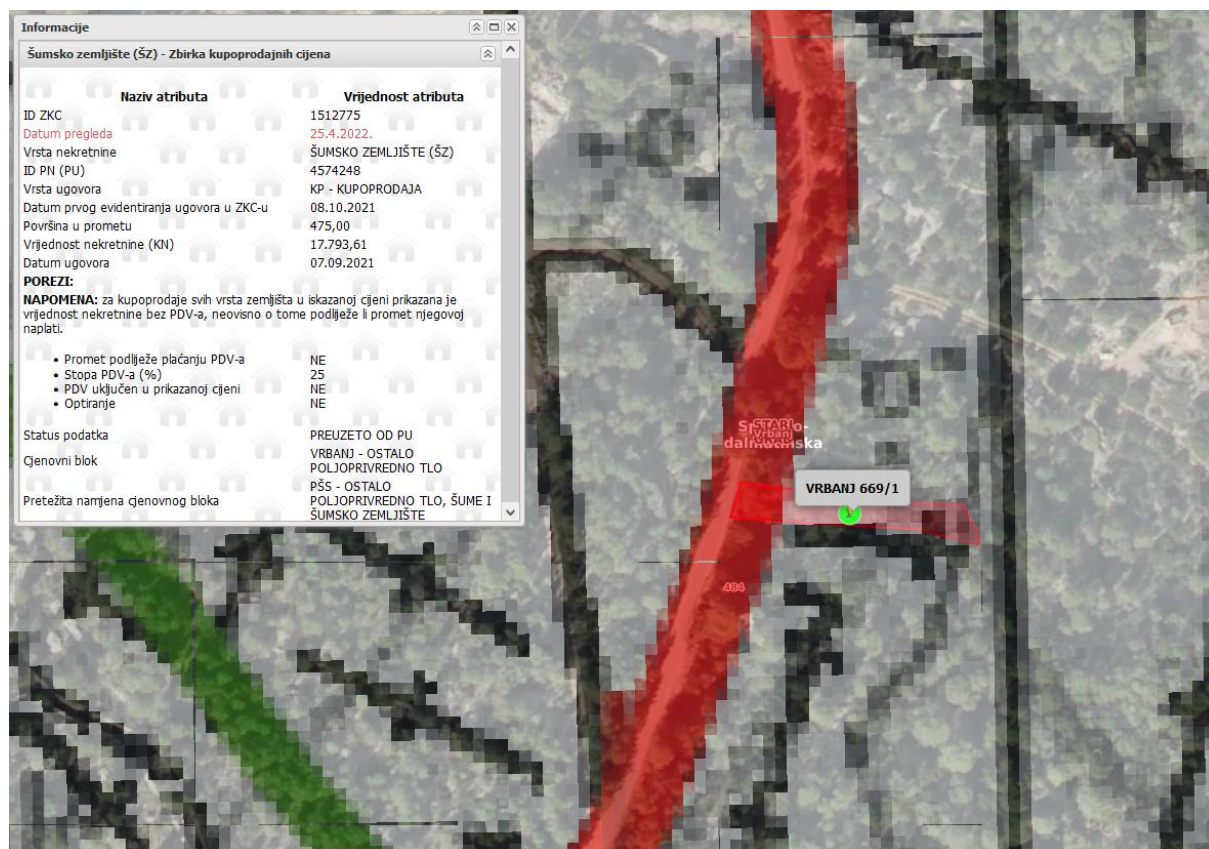 Informacije
Šumsko zemljište (ŠZ) - Zbirka kupoprodajnih cijena
Naziv atributa Vrijednost atributa
ID ZKC 1512775
Datum pregleda 25.4.2022.
Vrsta nekretnine ŠUMSKO ZEMLJIŠTE (ŠZ)
ID PN (PU) 4574248
Vrsta ugovora KP - KUPOPRODAJA
Datum prvog evidentiranja ugovora u ZKC-u 08.10.2021
Površina u prometu 475,00
Vrijednost nekretnine (KN) 17.793,61
Datum ugovora 07.09.2021
POREZI:
NAPOMENA: za kupoprodaje svih vrsta zemljišta u iskazanoj cijeni prikazana je
vrijednost nekretnine bez PDV-a, neovisno o tome podliježe li promet njegovoj
naplati.
• Promet podliježe plaćanju PDV-a NE
• Stopa PDV-a (%) 25
• PDV uključen u prikazanoj cijeni NE
• Optiranje NE
Status podatka PREUZETO OD PU
Cjenovni blok VRBANJ - OSTALO
POLJOPRIVREDNO TLO
Pretežita namjena cjenovnog bloka PŠS - OSTALO
POLJOPRIVREDNO TLO, ŠUME I
ŠUMSKO ZEMLJIŠTE
STARI
Vrbanj
dalmatinska
VRBANJ 669/1
1
484